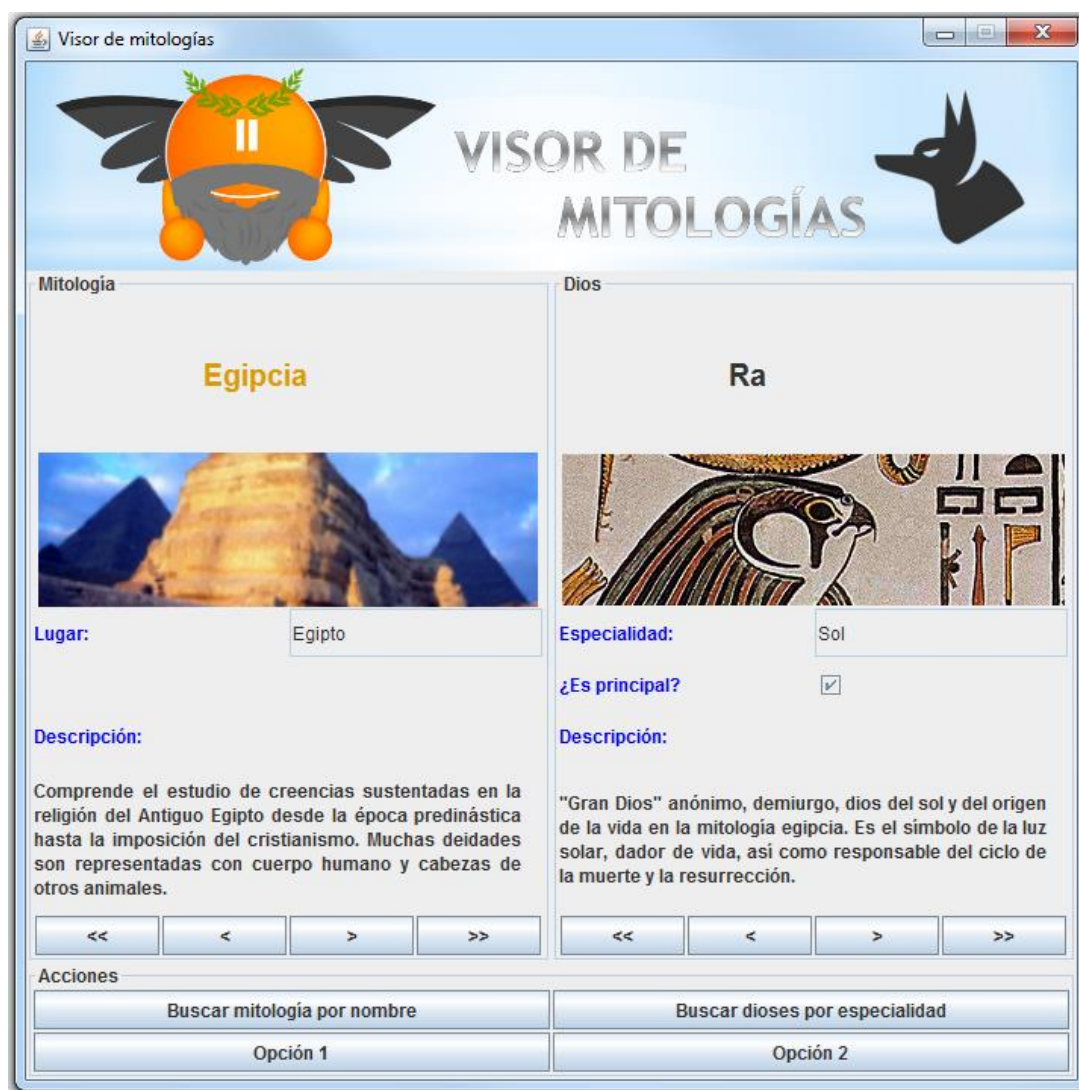 Visor de mitologías
II
VISOR DE
MITOLOGÍAS
Mitología
Egipcia
Lugar:
Egipto
Descripción:
Comprende el estudio de creencias sustentadas en la
religión del Antiguo Egipto desde la época predinástica
hasta la imposición del cristianismo. Muchas deidades
son representadas con cuerpo humano y cabezas de
otros animales.
<< < > >>
Dios
Ra
Especialidad:
Sol
¿Es principal?
Descripción:
"Gran Dios" anónimo, demiurgo, dios del sol y del origen
de la vida en la mitología egipcia. Es el símbolo de la luz
solar, dador de vida, así como responsable del ciclo de
la muerte y la resurrección.
<< < > >>
Acciones
Buscar mitología por nombre
Buscar dioses por especialidad
Opción 1
Opción 2